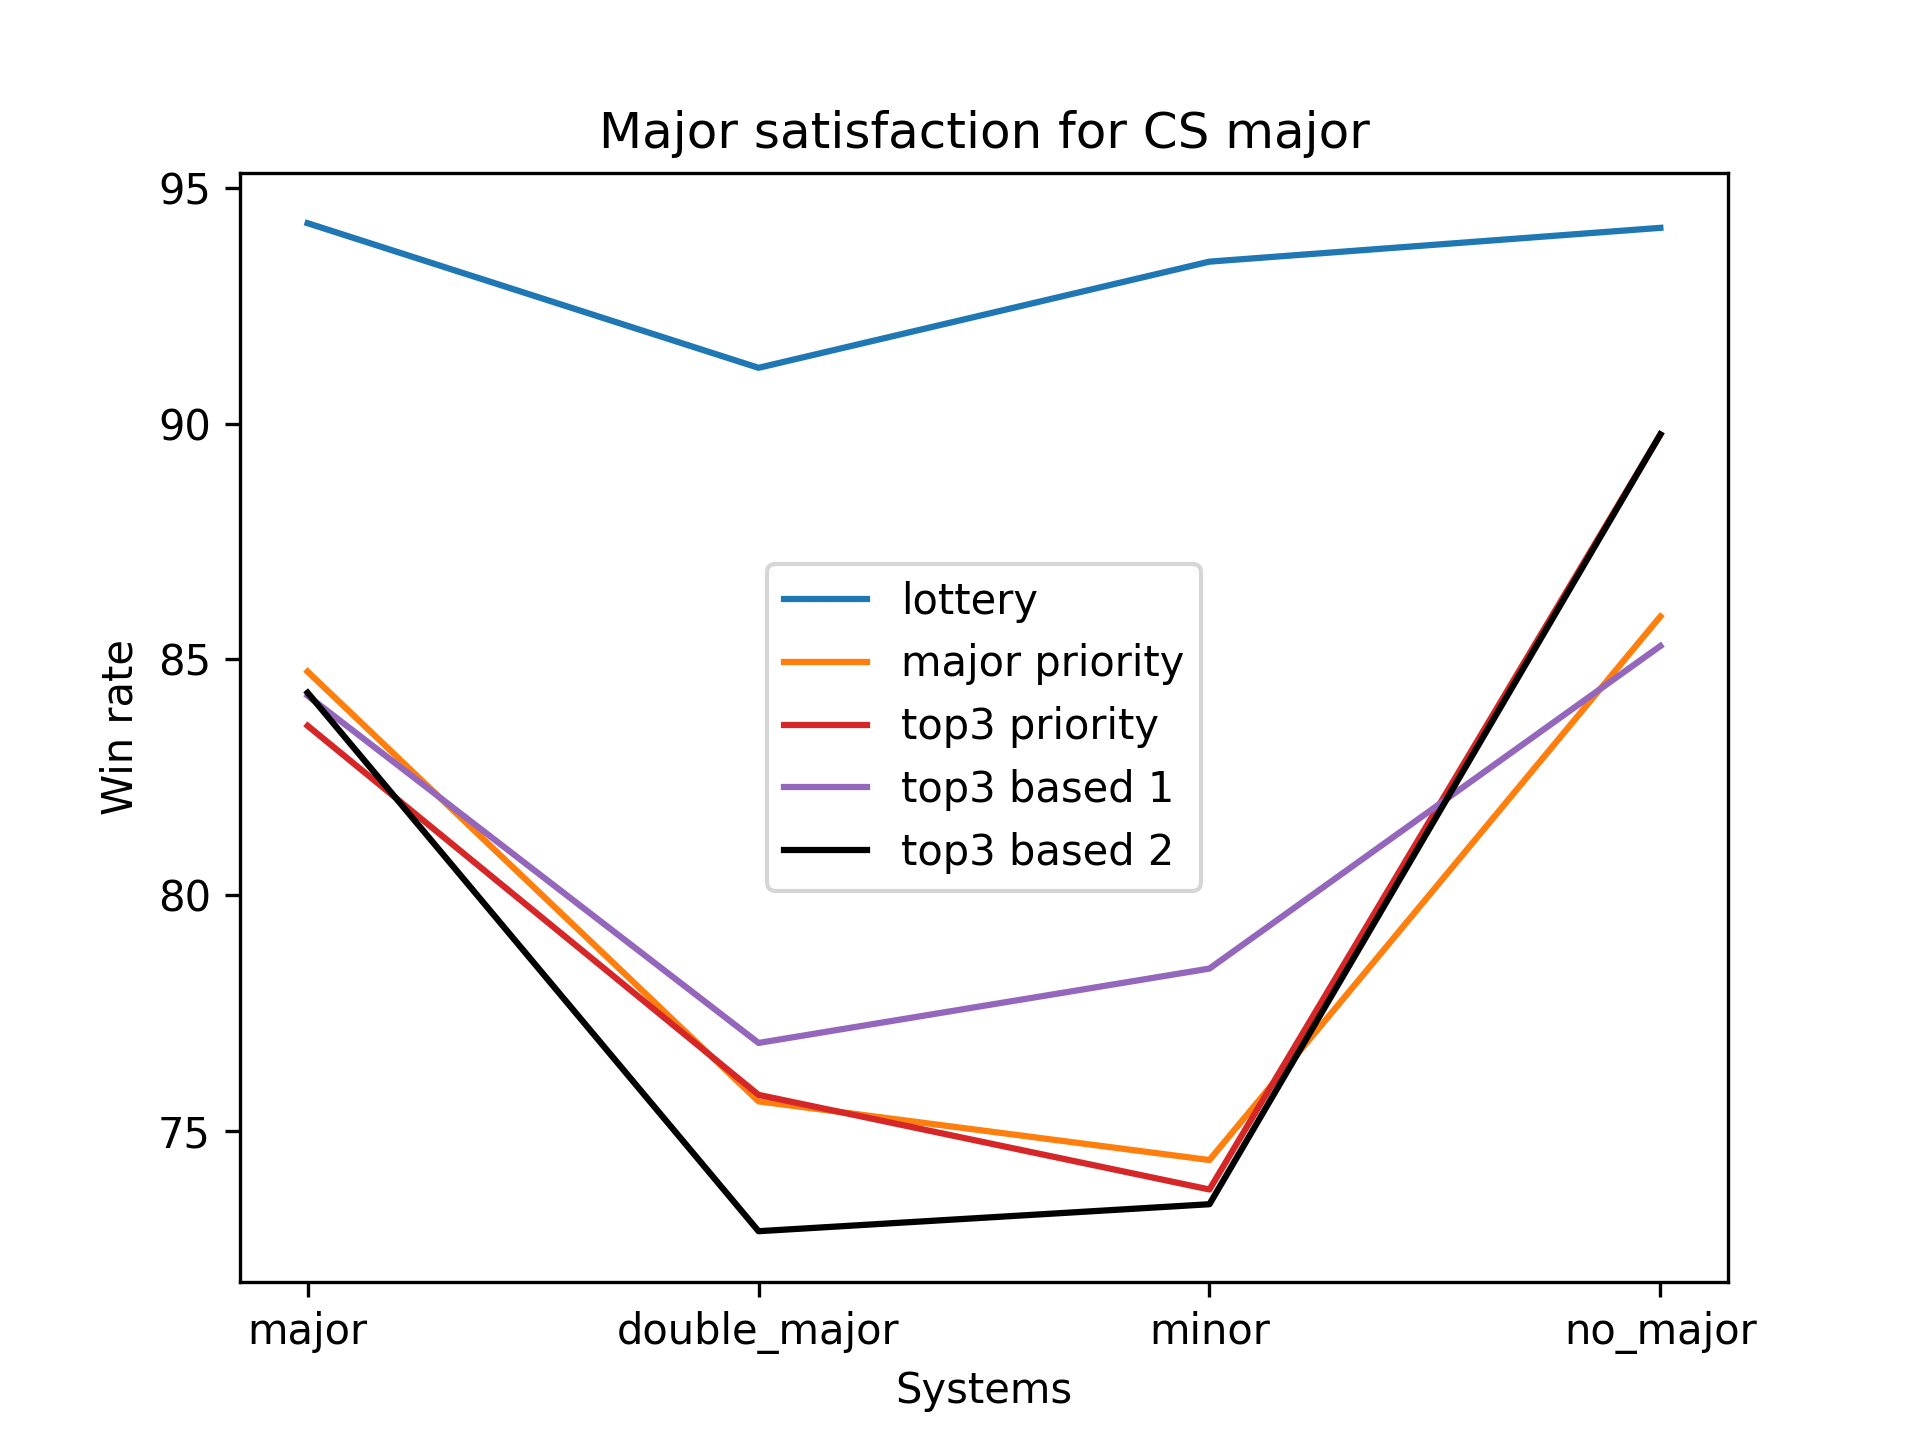 Major satisfaction for CS major
95
90
85
80
75
Win rate
lottery
major priority
top3 priority
top3 based 1
top3 based 2
major double_major minor no_major
Systems